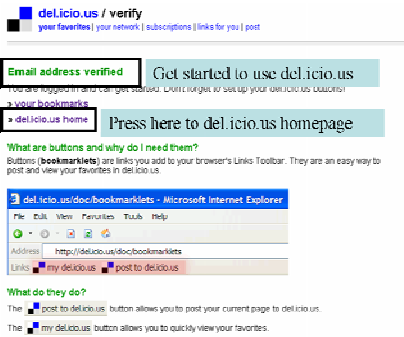 del.icio.us / verify
your favorites | your network | subscriptions | links for you | post
Email address verified
Get started to use del.icio.us
You are logged in and can get started. Don't forget to set up your del.icio.us buttons!
» your bookmarks
» del.icio.us home
Press here to del.icio.us homepage
What are buttons and why do I need them?
Buttons (bookmarklets) are links you add to your browser's Links Toolbar. They are an easy way to
post and view your favorites in del.icio.us.
del.icio.us/doc/bookmarklets - Microsoft Internet Explorer
File Edit View Favorites Tools Help
Address http://del.icio.us/doc/bookmarklets
Links my del.icio.us post to del.icio.us
What do they do?
The post to del.icio.us button allows you to post your current page to del.icio.us.
The my del.icio.us button allows you to quickly view your favorites.